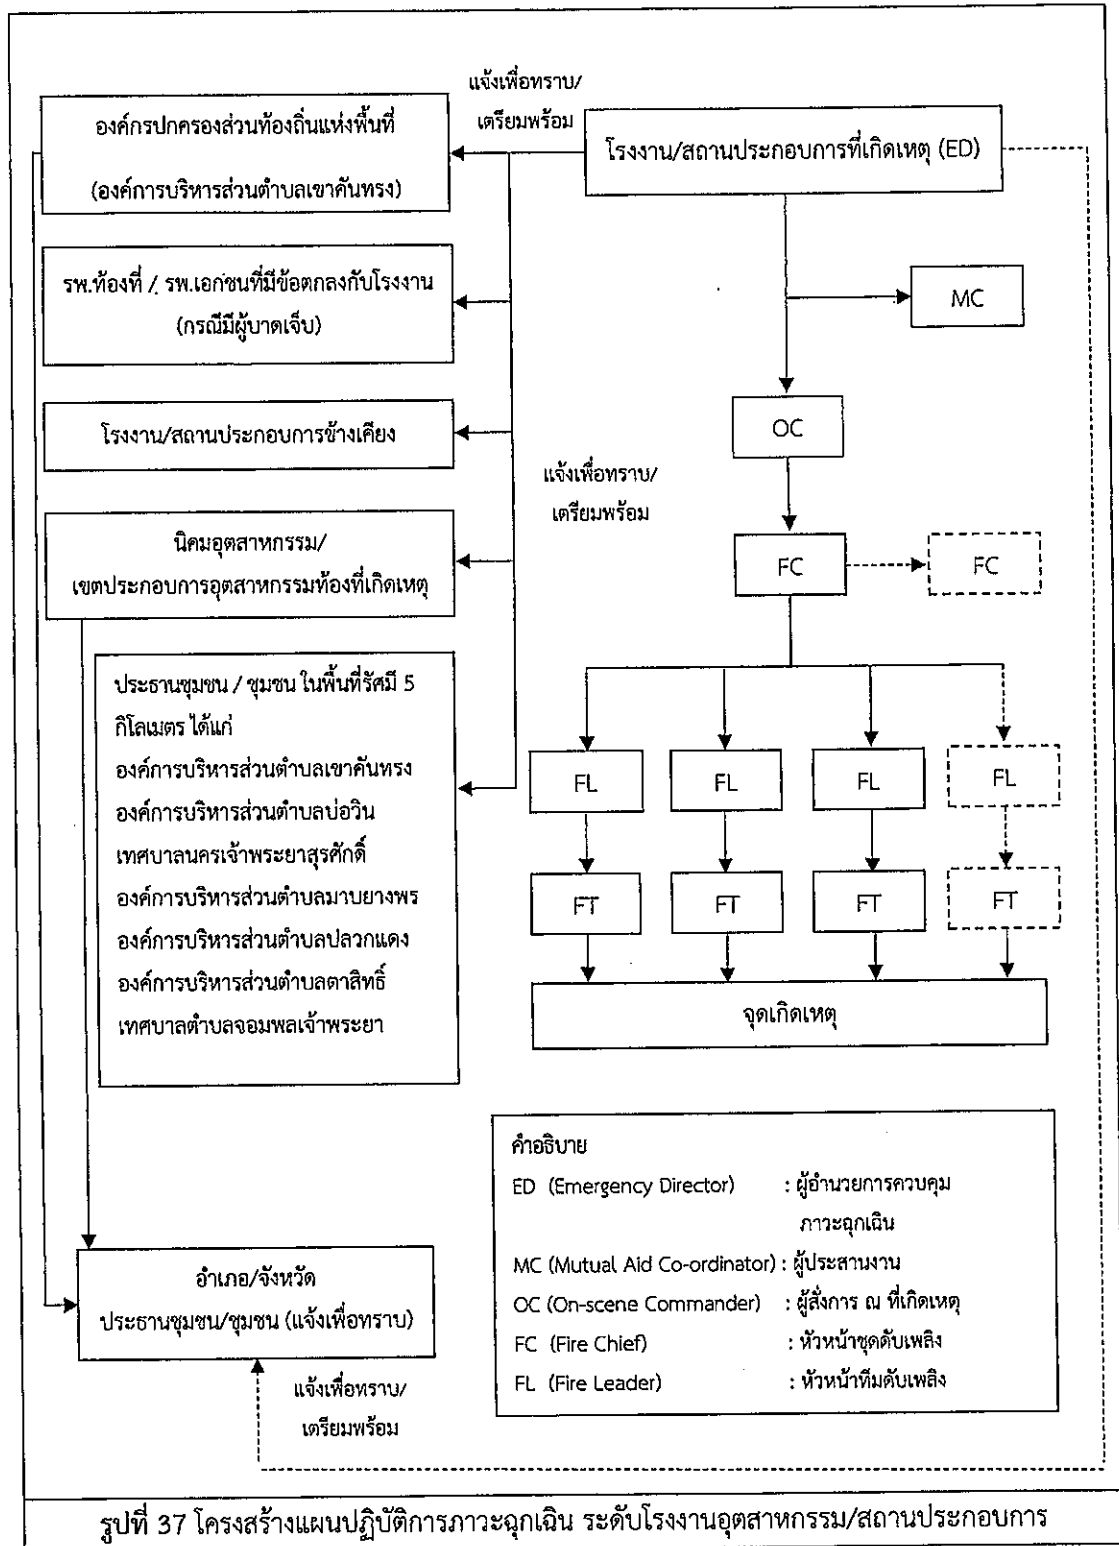 แจ้งเพื่อทราบ/
เตรียมพร้อม
องค์กรปกครองส่วนท้องถิ่นแห่งพื้นที่
(องค์การบริหารส่วนตำบลเขาคันทรง)
โรงงาน/สถานประกอบการที่เกิดเหตุ (ED)
รพ.ท้องที่ / รพ.เอกชนที่มีข้อตกลงกับโรงงาน
(กรณีมีผู้บาดเจ็บ)
MC
โรงงาน/สถานประกอบการข้างเคียง
OC
แจ้งเพื่อทราบ/
เตรียมพร้อม
นิคมอุตสาหกรรม/
เขตประกอบการอุตสาหกรรมท้องที่เกิดเหตุ
FC
FC
ประธานชุมชน / ชุมชน ในพื้นที่รัศมี 5
กิโลเมตร ได้แก่
องค์การบริหารส่วนตำบลเขาคันทรง
องค์การบริหารส่วนตำบลบ่อวิน
เทศบาลนครเจ้าพระยาสุรศักดิ์
องค์การบริหารส่วนตำบลมาบยางพร
องค์การบริหารส่วนตำบลปลวกแดง
องค์การบริหารส่วนตำบลตาสิทธิ์
เทศบาลตำบลจอมพลเจ้าพระยา
FL
FL
FL
FL
FT
FT
FT
FT
จุดเกิดเหตุ
คำอธิบาย
ED (Emergency Director) : ผู้อำนวยการควบคุม
ภาวะฉุกเฉิน
MC (Mutual Aid Co-ordinator) : ผู้ประสานงาน
OC (On-scene Commander) : ผู้สั่งการ ณ ที่เกิดเหตุ
FC (Fire Chief) : หัวหน้าชุดดับเพลิง
FL (Fire Leader) : หัวหน้าทีมดับเพลิง
อำเภอ/จังหวัด
ประธานชุมชน/ชุมชน (แจ้งเพื่อทราบ)
แจ้งเพื่อทราบ/
เตรียมพร้อม
รูปที่ 37 โครงสร้างแผนปฏิบัติการภาวะฉุกเฉิน ระดับโรงงานอุตสาหกรรม/สถานประกอบการ